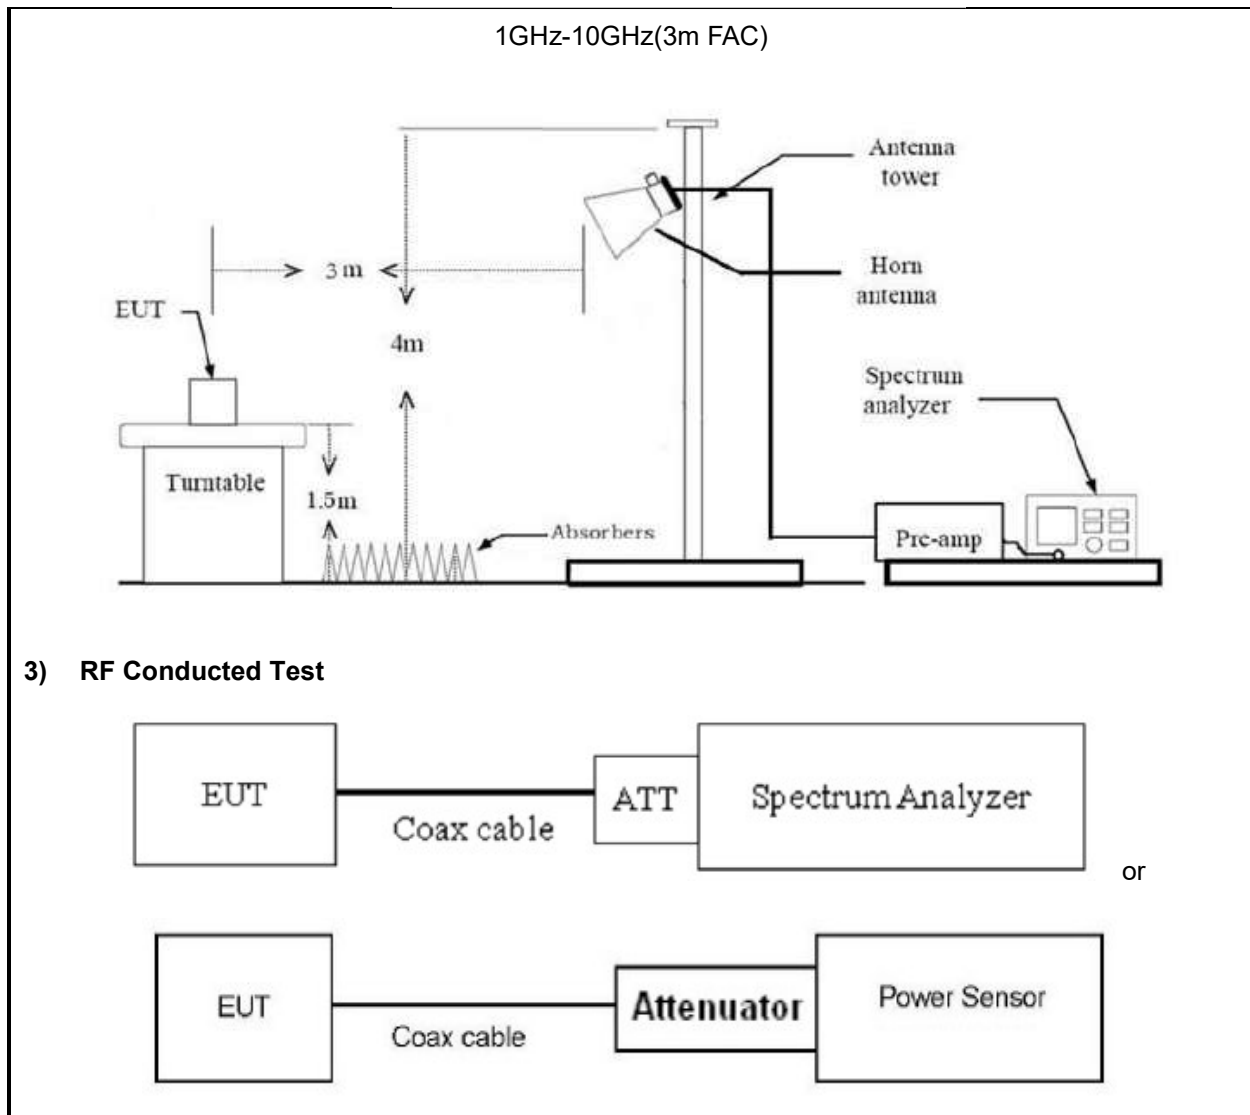 1GHz-10GHz(3m FAC)
Antenna
tower
3 m
Horn
antenna
EUT
4m
Spectrum
analyzer
Turntable
1.5m
Absorbers
Pre-amp
3) RF Conducted Test
EUT
Coax cable
ATT
Spectrum Analyzer
or
EUT
Coax cable
Attenuator
Power Sensor